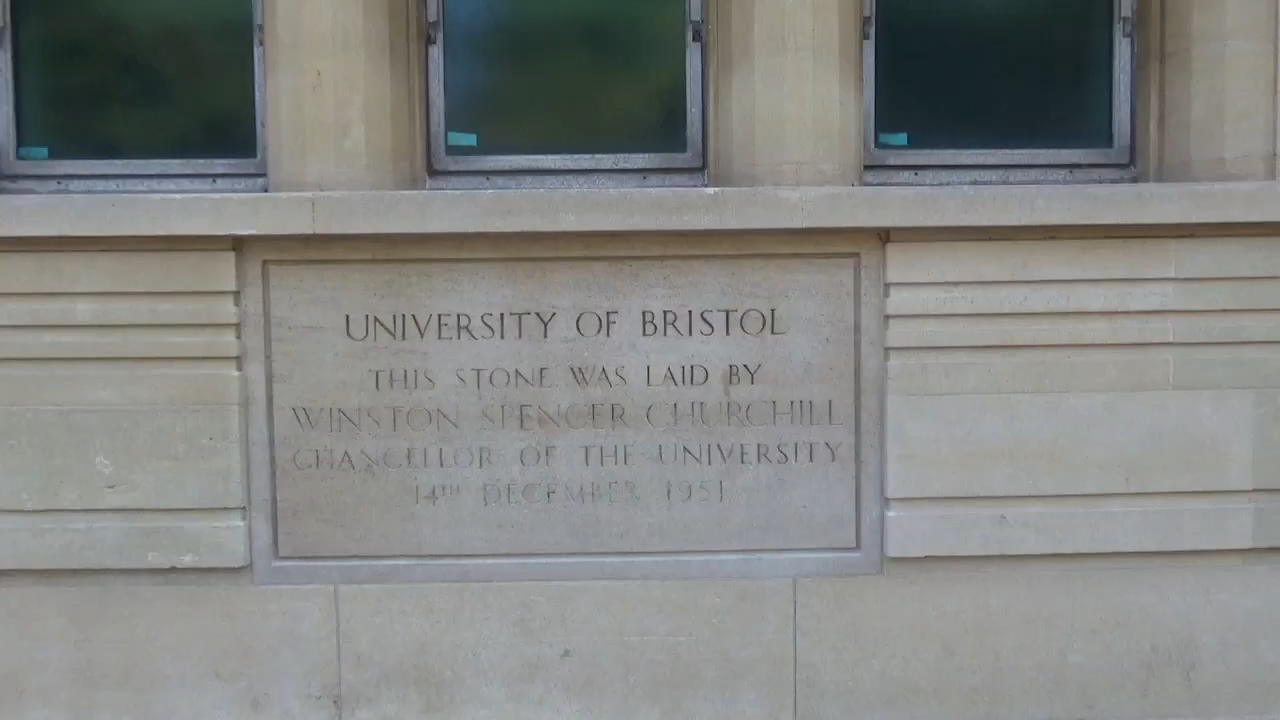 UNIVERSITY OF BRISTOL
THIS STONE WAS LAID BY
WINSTON SPENCER CHURCHILL
CHANCELLOR OF THE UNIVERSITY
14TH DECEMBER 1951